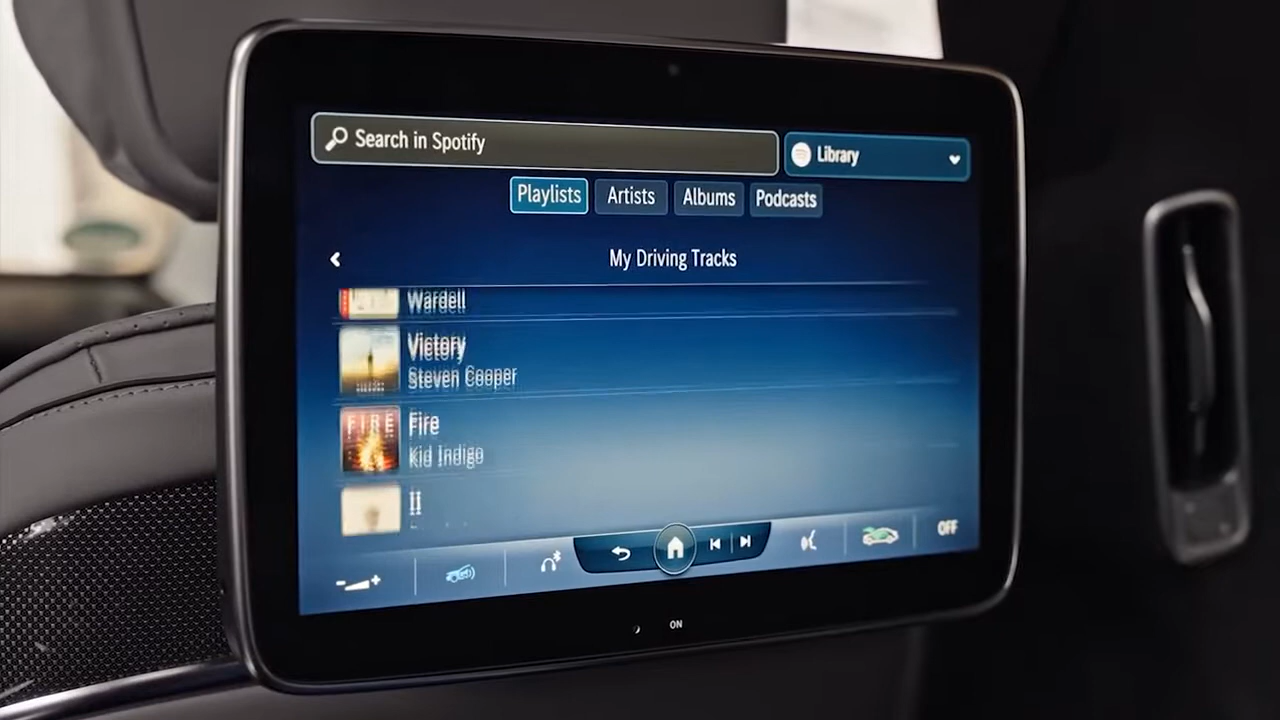 Search in Spotify
Library
Playlists
Artists
Albums
Podcasts
My Driving Tracks
Wardell
Victory
Steven Cooper
FIRE
Fire
Kid Indigo
OFF
ON